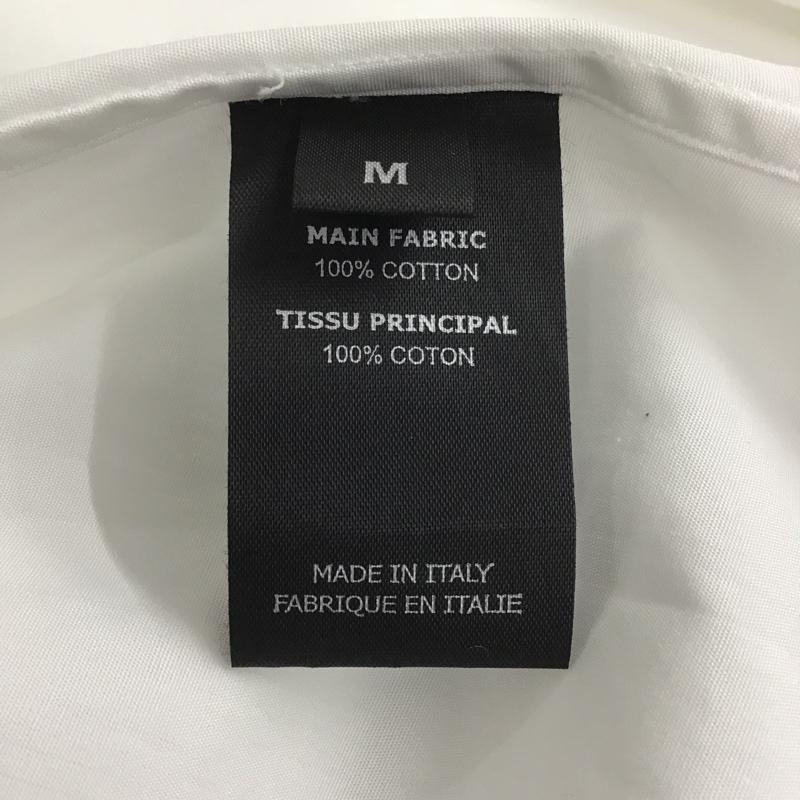 M
MAIN FABRIC
100% COTTON
TISSU PRINCIPAL
100% COTON
MADE IN ITALY
FABRIQUE EN ITALIE